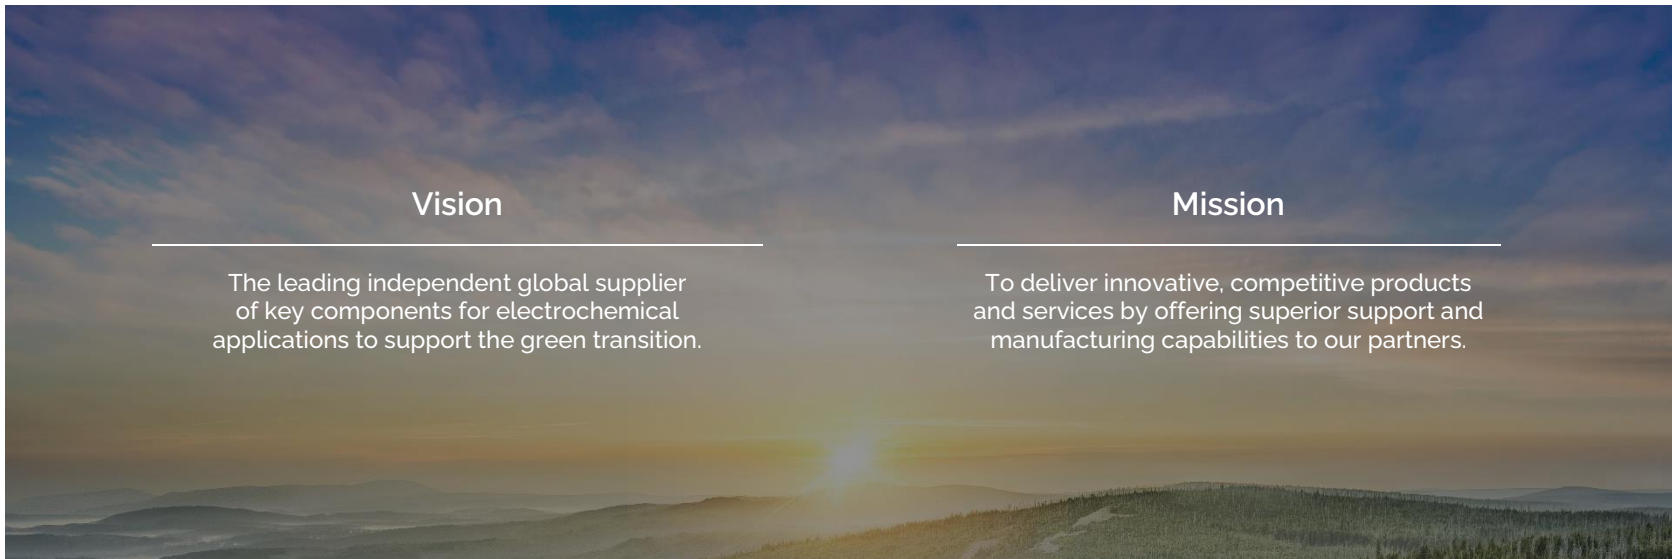 Vision
The leading independent global supplier
of key components for electrochemical
applications to support the green transition.
Mission
To deliver innovative, competitive products
and services by offering superior support and
manufacturing capabilities to our partners.